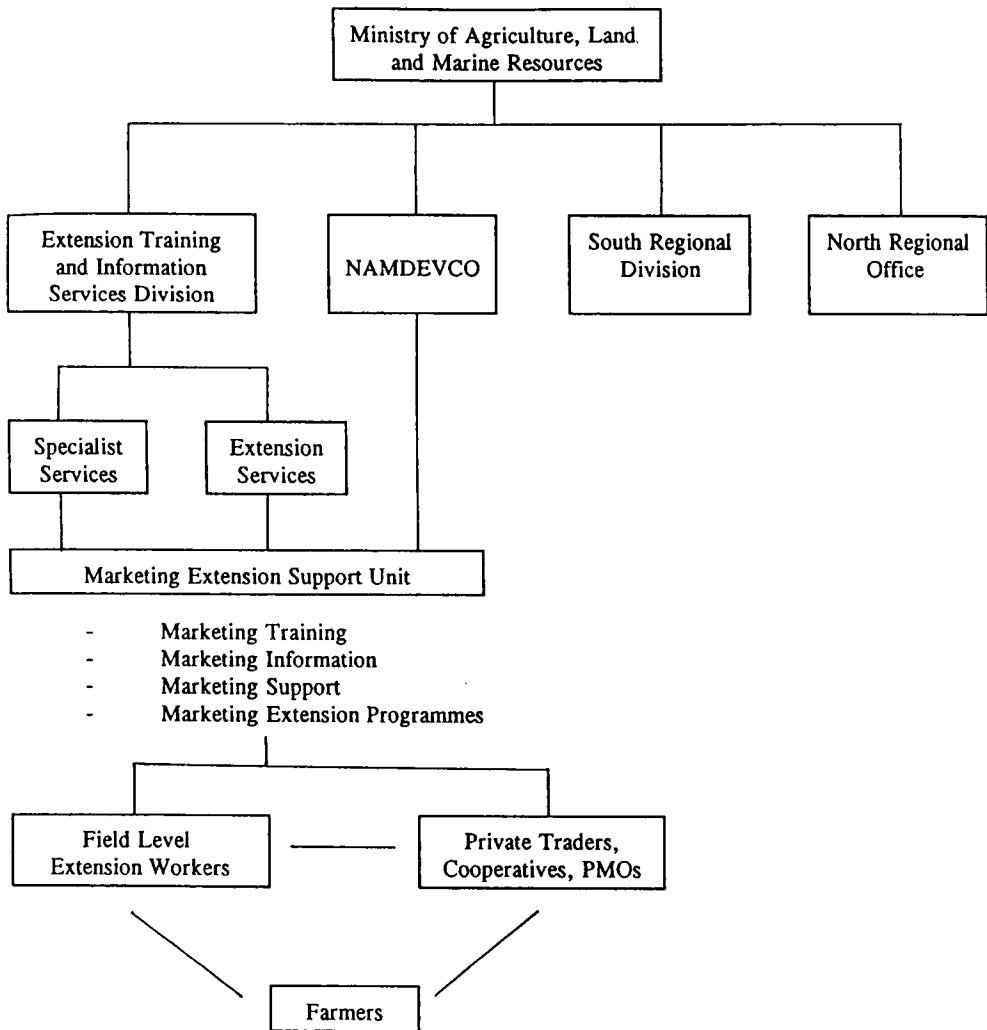 Ministry of Agriculture, Land
and Marine Resources
Extension Training
and Information
Services Division
NAMDEVCO
South Regional
Division
North Regional
Office
Specialist
Services
Extension
Services
Marketing Extension Support Unit
- Marketing Training
- Marketing Information
- Marketing Support
- Marketing Extension Programmes
Field Level
Extension Workers
Private Traders,
Cooperatives, PMOs
Farmers